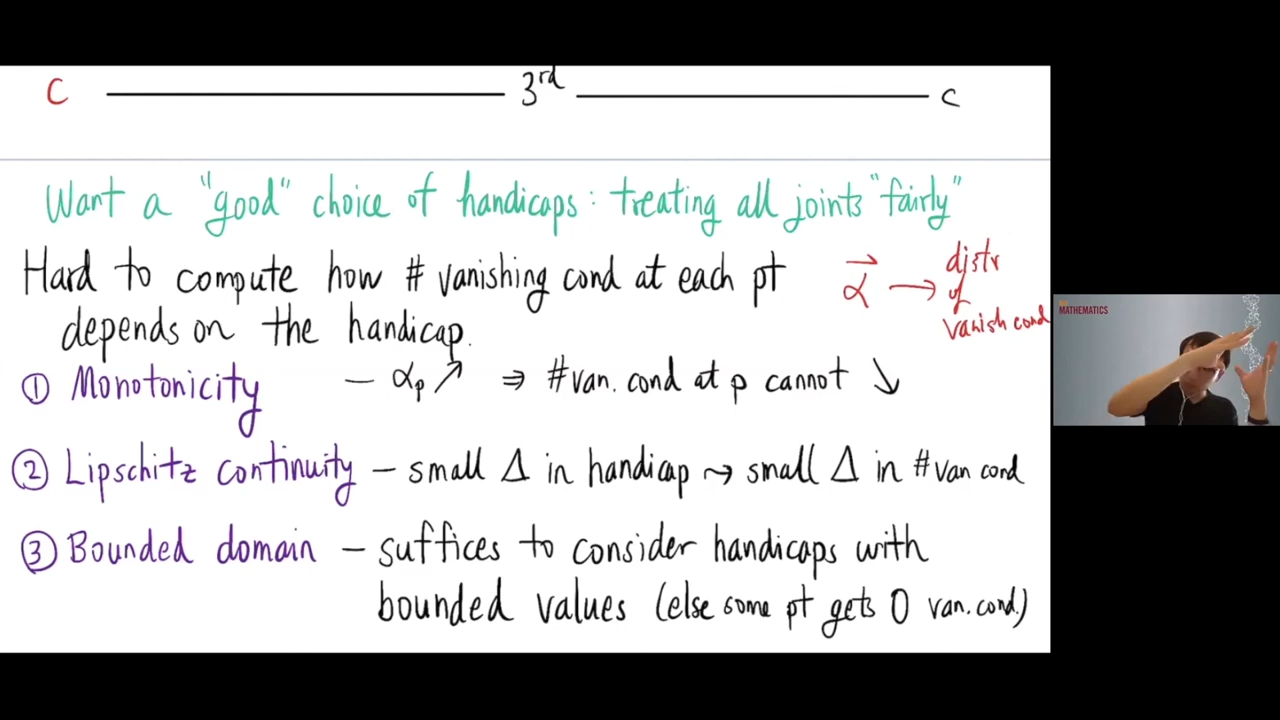 C 3rd c
Want a "good" choice of handicaps: treating all joints "fairly"
Hard to compute how # vanishing cond at each pt
depends on the handicap.
α⃗ → distr
of
vanish cond
① Monotonicity — αp ↗ ⇒ #van. cond at p cannot ↘
② Lipschitz continuity — small Δ in handicap ⇝ small Δ in #van cond
③ Bounded domain — suffices to consider handicaps with
bounded values (else some pt gets 0 van. cond.)
MATHEMATICS